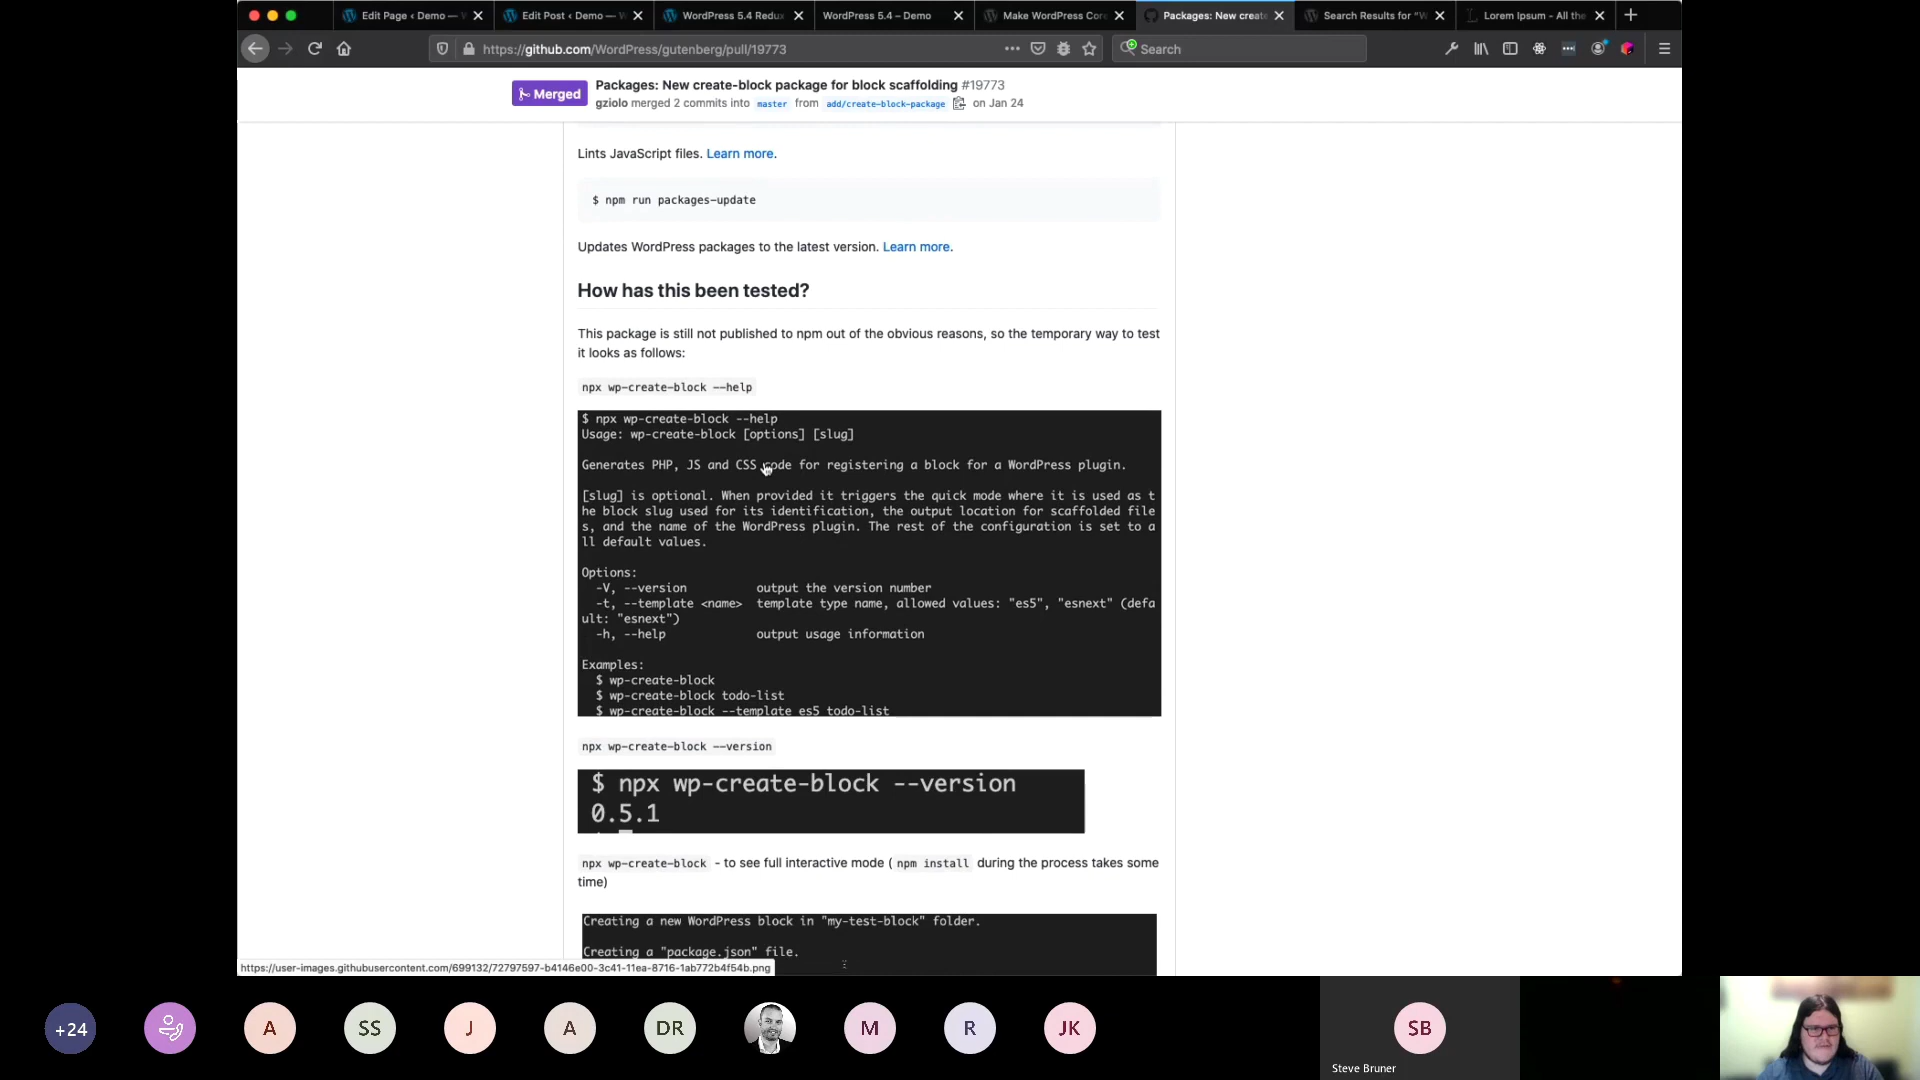 Edit Page ‹ Demo — W
Edit Post ‹ Demo — W
WordPress 5.4 Redux
WordPress 5.4 – Demo
Make WordPress Cor
Packages: New create
Search Results for "W
Lorem Ipsum - All the
https://github.com/WordPress/gutenberg/pull/19773
Search
Merged
Packages: New create-block package for block scaffolding #19773
gziolo merged 2 commits into master from add/create-block-package on Jan 24
Lints JavaScript files. Learn more.
$ npm run packages-update
Updates WordPress packages to the latest version. Learn more.
How has this been tested?
This package is still not published to npm out of the obvious reasons, so the temporary way to test
it looks as follows:
npx wp-create-block --help
$ npx wp-create-block --help
Usage: wp-create-block [options] [slug]
Generates PHP, JS and CSS code for registering a block for a WordPress plugin.
[slug] is optional. When provided it triggers the quick mode where it is used as t
he block slug used for its identification, the output location for scaffolded file
s, and the name of the WordPress plugin. The rest of the configuration is set to a
ll default values.
Options:
-V, --version output the version number
-t, --template <name> template type name, allowed values: "es5", "esnext" (defa
ult: "esnext")
-h, --help output usage information
Examples:
$ wp-create-block
$ wp-create-block todo-list
$ wp-create-block --template es5 todo-list
npx wp-create-block --version
$ npx wp-create-block --version
0.5.1
npx wp-create-block - to see full interactive mode ( npm install during the process takes some
time)
Creating a new WordPress block in "my-test-block" folder.
Creating a "package.json" file.
https://user-images.githubusercontent.com/699132/72797597-b4146e00-3c41-11ea-8716-1ab772b4f54b.png
+24
A
SS
J
A
DR
M
R
JK
SB
Steve Bruner